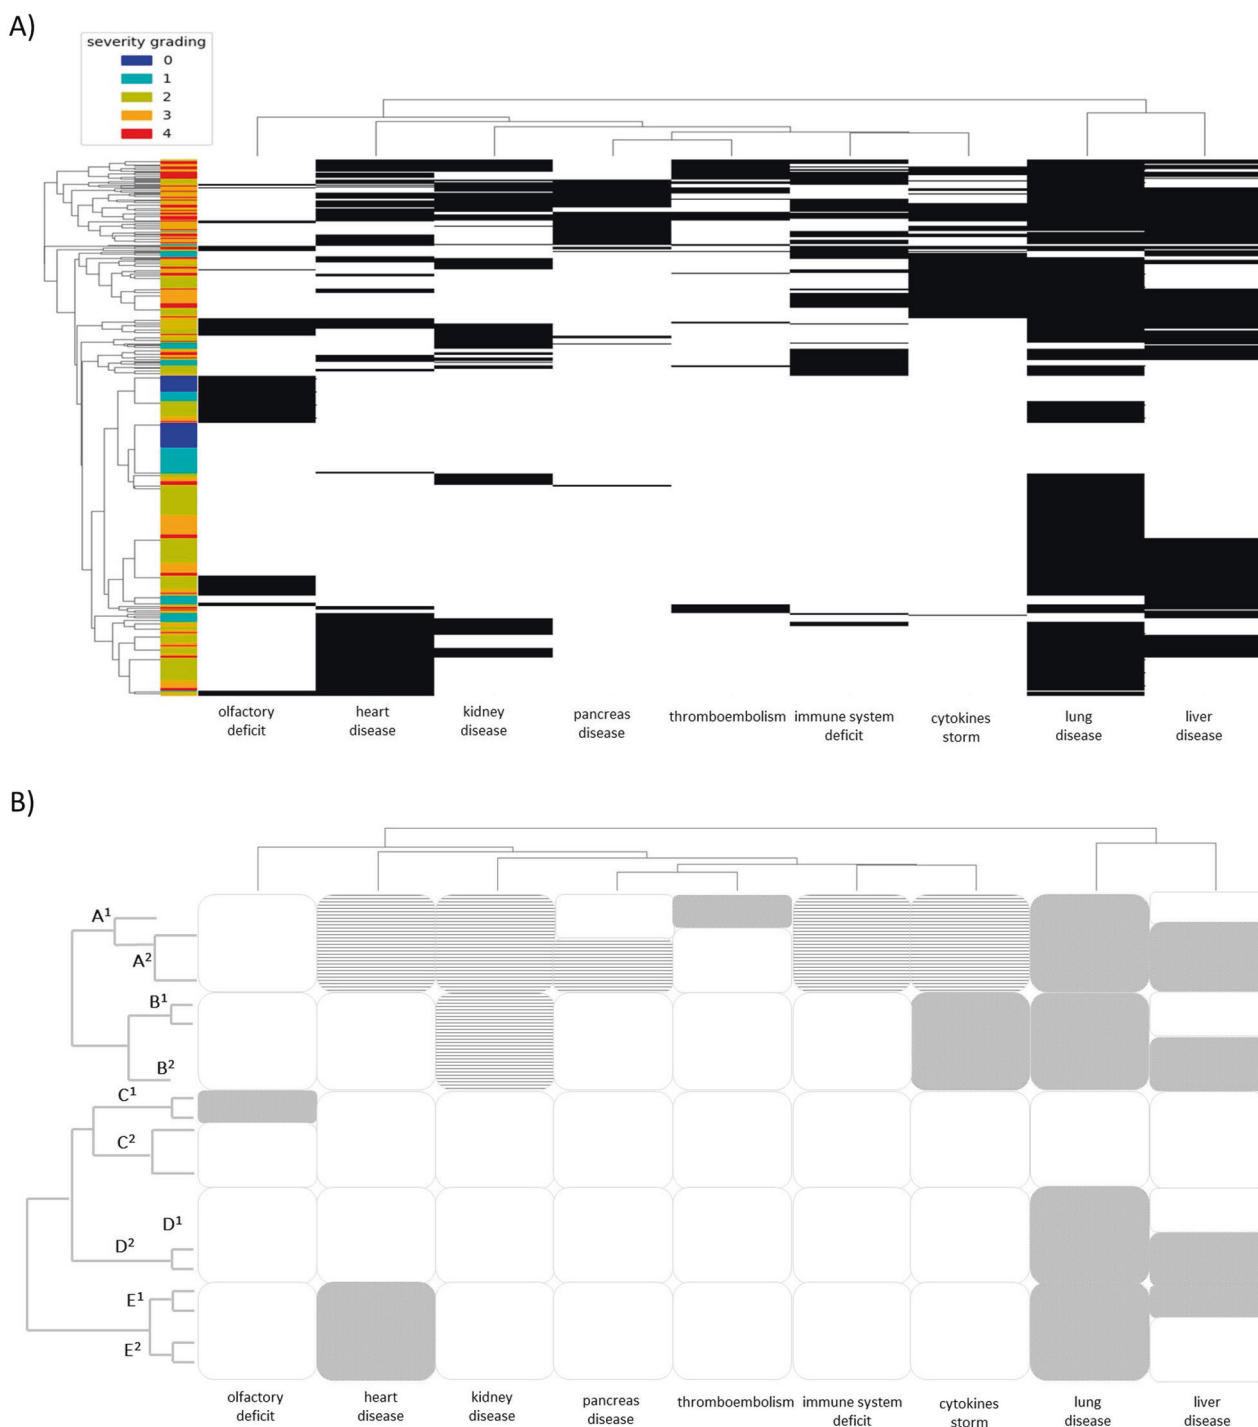 A)
severity grading
0
1
2
3
4
olfactory deficit
heart disease
kidney disease
pancreas disease
thromboembolism
immune system deficit
cytokines storm
lung disease
liver disease
B)
A¹
A²
B¹
B²
C¹
C²
D¹
D²
E¹
E²
olfactory deficit
heart disease
kidney disease
pancreas disease
thromboembolism
immune system deficit
cytokines storm
lung disease
liver disease